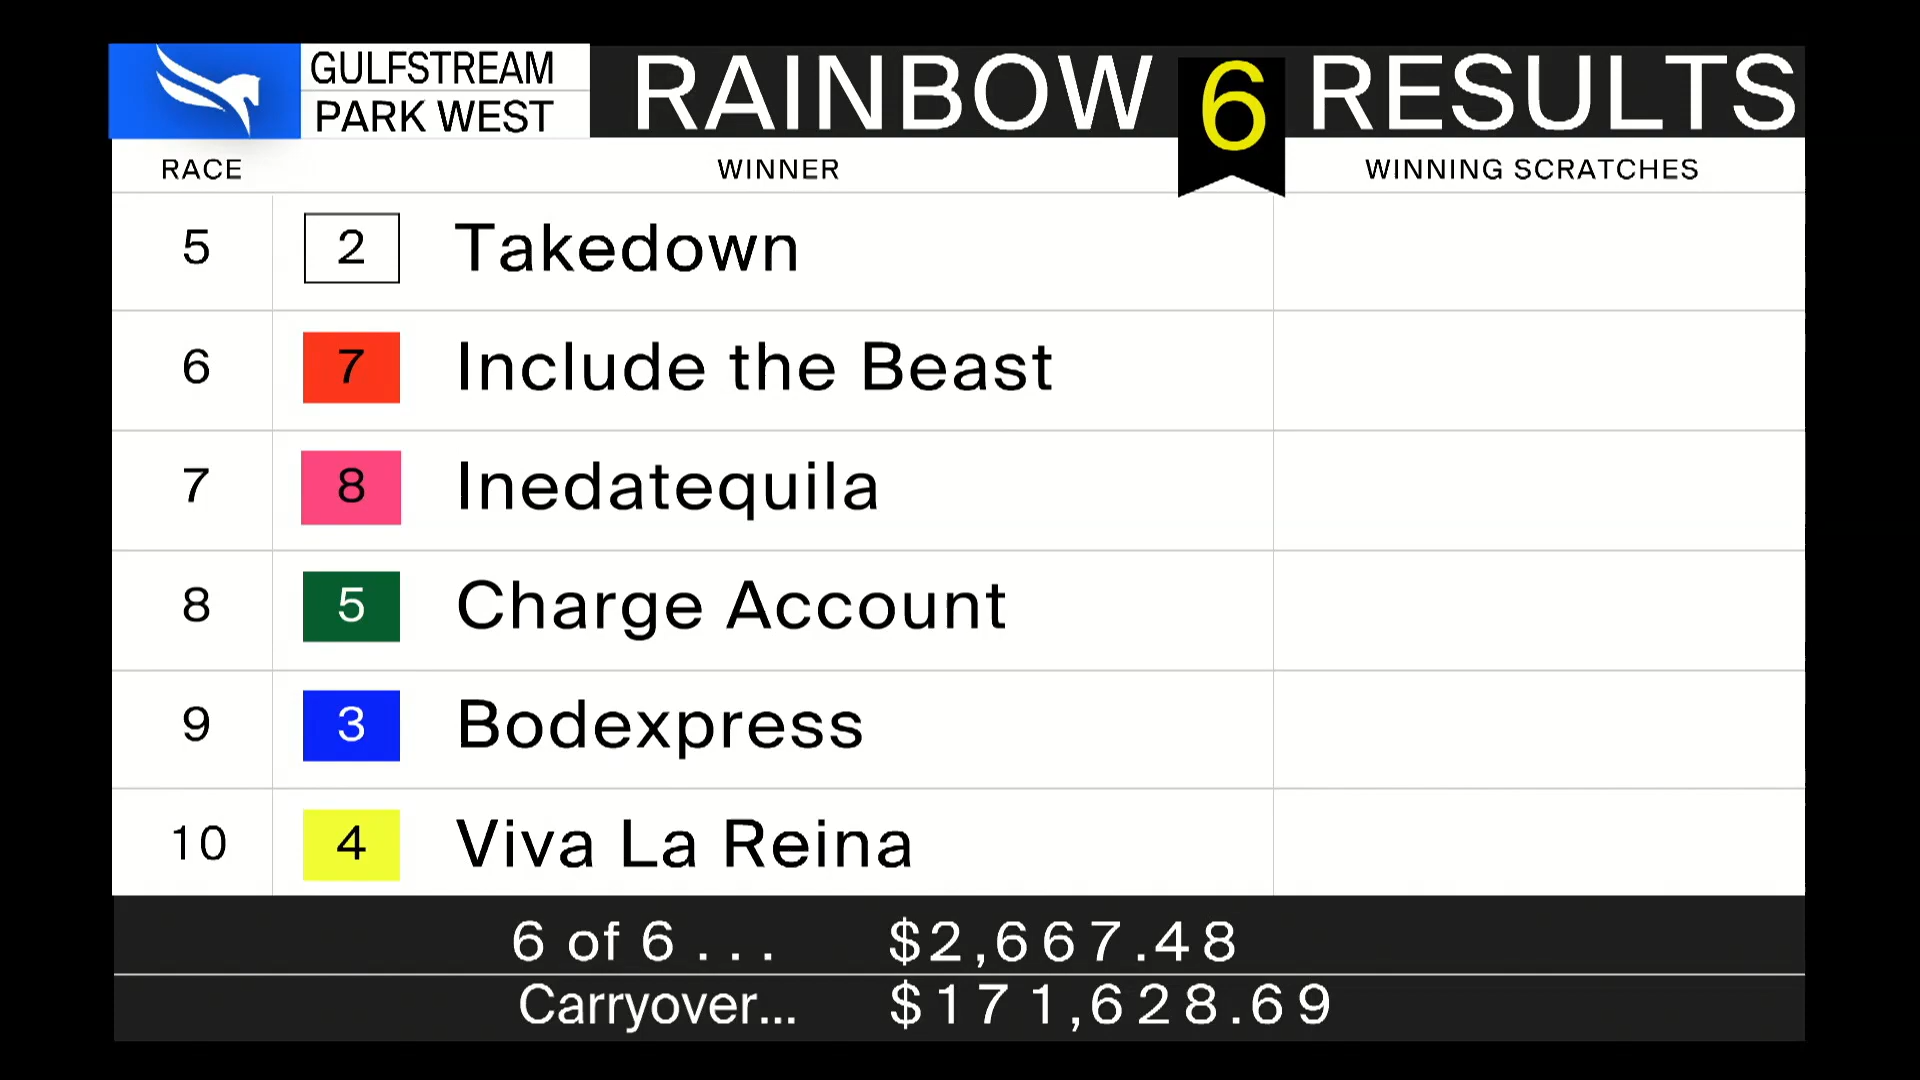 GULFSTREAM
PARK WEST
RAINBOW 6 RESULTS
RACE WINNER WINNING SCRATCHES
5 2 Takedown
6 7 Include the Beast
7 8 Inedatequila
8 5 Charge Account
9 3 Bodexpress
10 4 Viva La Reina
6 of 6... $2,667.48
Carryover... $171,628.69